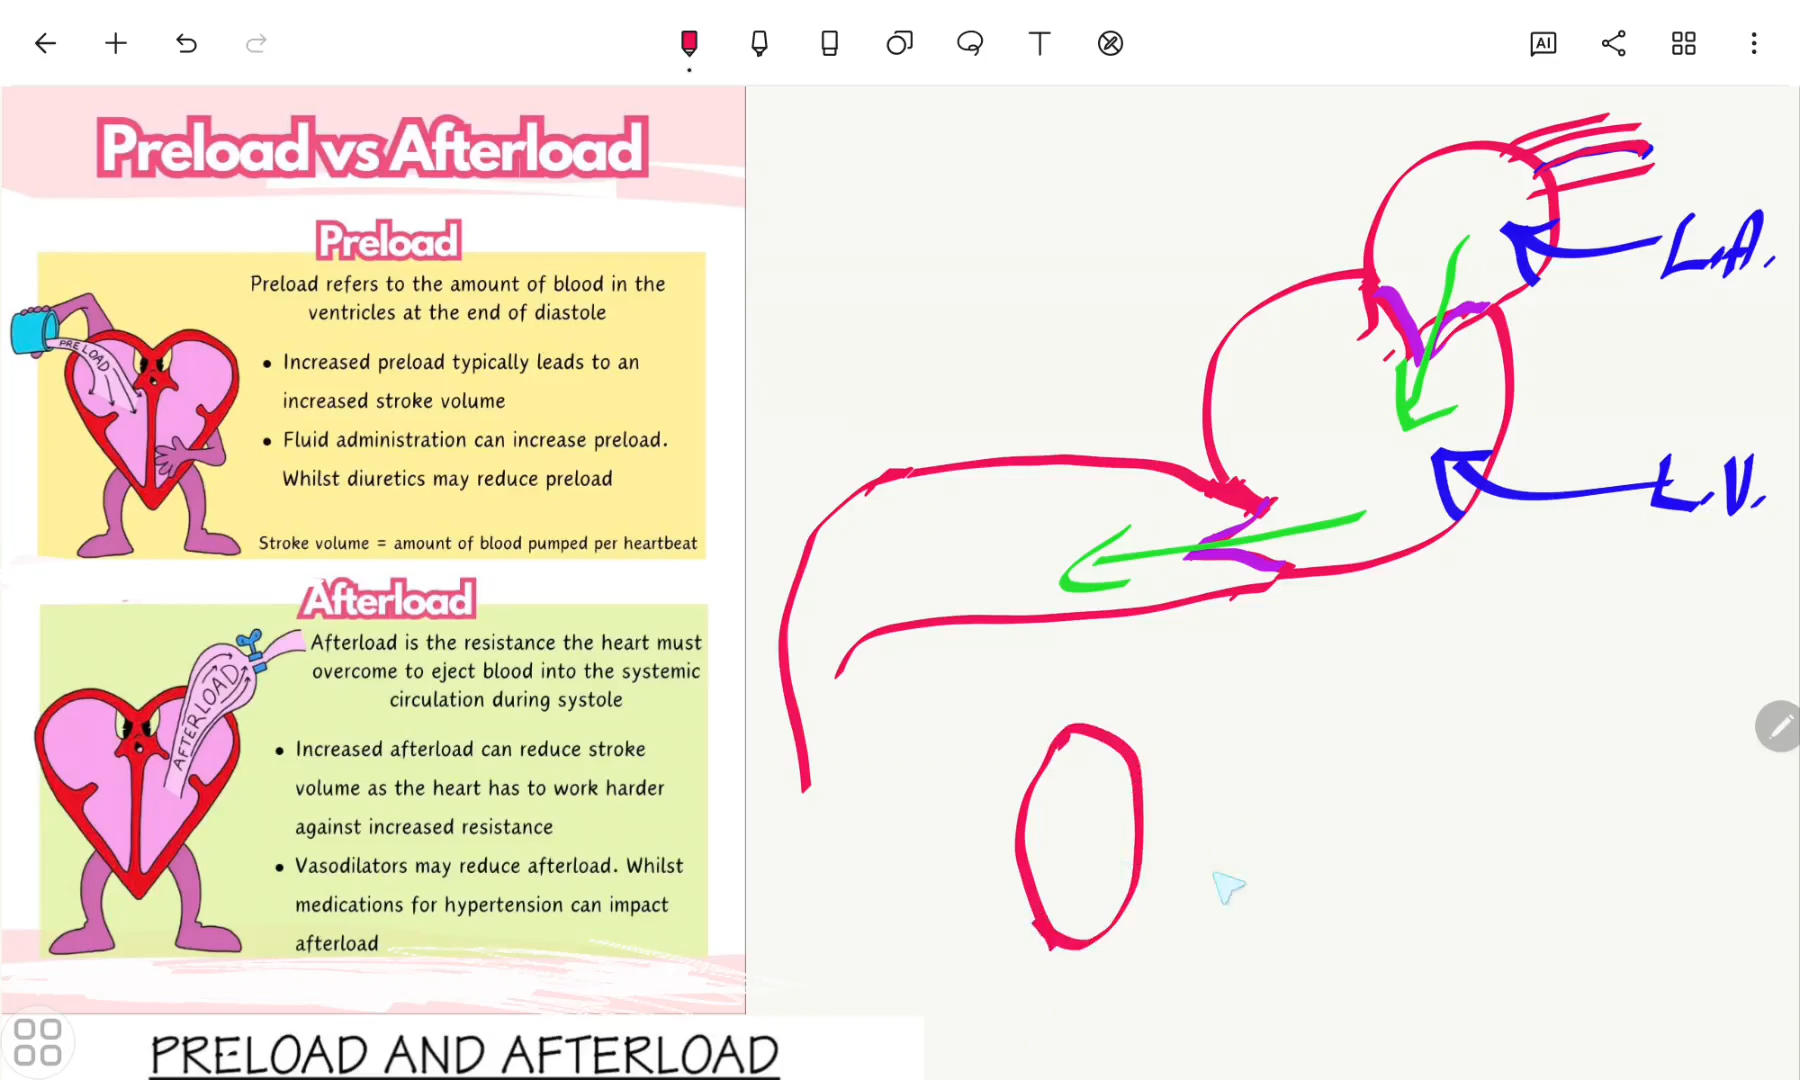 AI
Preload vs Afterload
Preload
Preload refers to the amount of blood in the
ventricles at the end of diastole
PRELOAD
• Increased preload typically leads to an
increased stroke volume
• Fluid administration can increase preload.
Whilst diuretics may reduce preload
Stroke volume = amount of blood pumped per heartbeat
Afterload
Afterload is the resistance the heart must
overcome to eject blood into the systemic
circulation during systole
AFTERLOAD
• Increased afterload can reduce stroke
volume as the heart has to work harder
against increased resistance
• Vasodilators may reduce afterload. Whilst
medications for hypertension can impact
afterload
PRELOAD AND AFTERLOAD
L.A.
L.V.